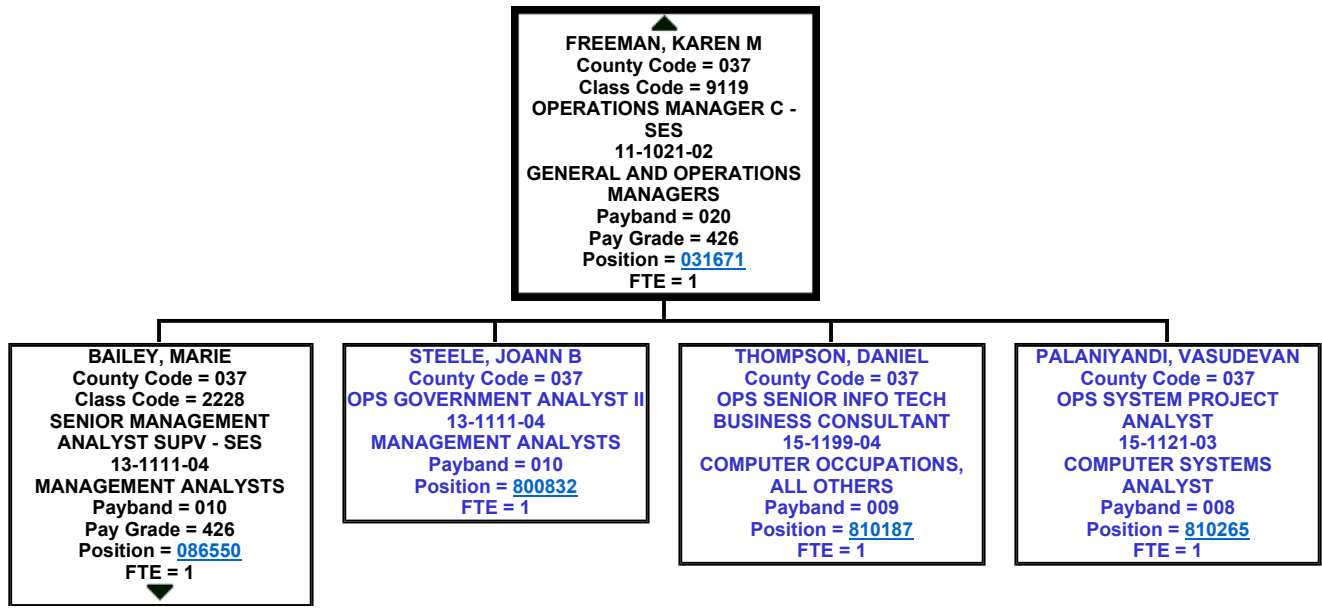 FREEMAN, KAREN M
County Code = 037
Class Code = 9119
OPERATIONS MANAGER C -
SES
11-1021-02
GENERAL AND OPERATIONS
MANAGERS
Payband = 020
Pay Grade = 426
Position = 031671
FTE = 1
BAILEY, MARIE
County Code = 037
Class Code = 2228
SENIOR MANAGEMENT
ANALYST SUPV - SES
13-1111-04
MANAGEMENT ANALYSTS
Payband = 010
Pay Grade = 426
Position = 086550
FTE = 1
STEELE, JOANN B
County Code = 037
OPS GOVERNMENT ANALYST II
13-1111-04
MANAGEMENT ANALYSTS
Payband = 010
Position = 800832
FTE = 1
THOMPSON, DANIEL
County Code = 037
OPS SENIOR INFO TECH
BUSINESS CONSULTANT
15-1199-04
COMPUTER OCCUPATIONS,
ALL OTHERS
Payband = 009
Position = 810187
FTE = 1
PALANIYANDI, VASUDEVAN
County Code = 037
OPS SYSTEM PROJECT
ANALYST
15-1121-03
COMPUTER SYSTEMS
ANALYST
Payband = 008
Position = 810265
FTE = 1